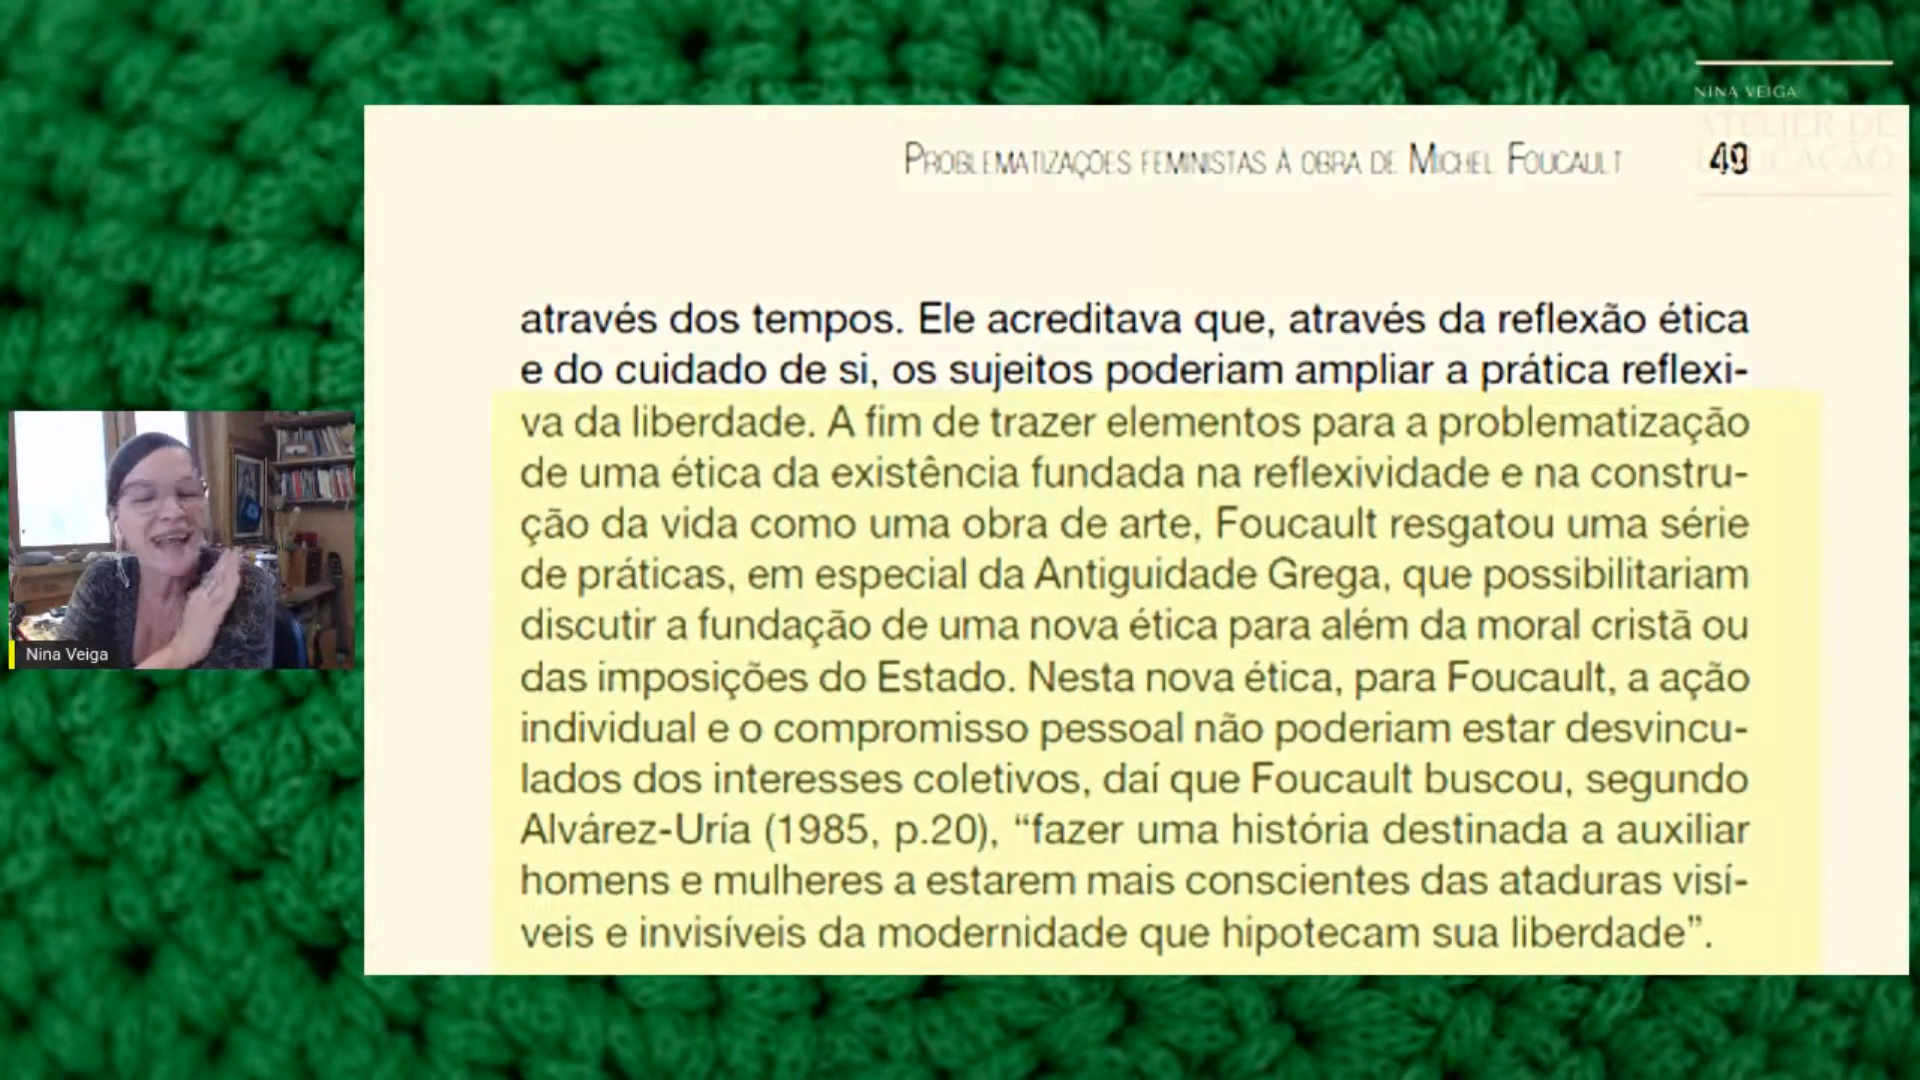 NINA VEIGA
ATELIER DE
EDUCAÇÃO
PROBLEMATIZAÇÕES FEMINISTAS À OBRA DE MICHEL FOUCAULT 49
através dos tempos. Ele acreditava que, através da reflexão ética
e do cuidado de si, os sujeitos poderiam ampliar a prática reflexi-
va da liberdade. A fim de trazer elementos para a problematização
de uma ética da existência fundada na reflexividade e na constru-
ção da vida como uma obra de arte, Foucault resgatou uma série
de práticas, em especial da Antiguidade Grega, que possibilitariam
discutir a fundação de uma nova ética para além da moral cristã ou
das imposições do Estado. Nesta nova ética, para Foucault, a ação
individual e o compromisso pessoal não poderiam estar desvincu-
lados dos interesses coletivos, daí que Foucault buscou, segundo
Alvárez-Uría (1985, p.20), “fazer uma história destinada a auxiliar
homens e mulheres a estarem mais conscientes das ataduras visí-
veis e invisíveis da modernidade que hipotecam sua liberdade”.
Nina Veiga